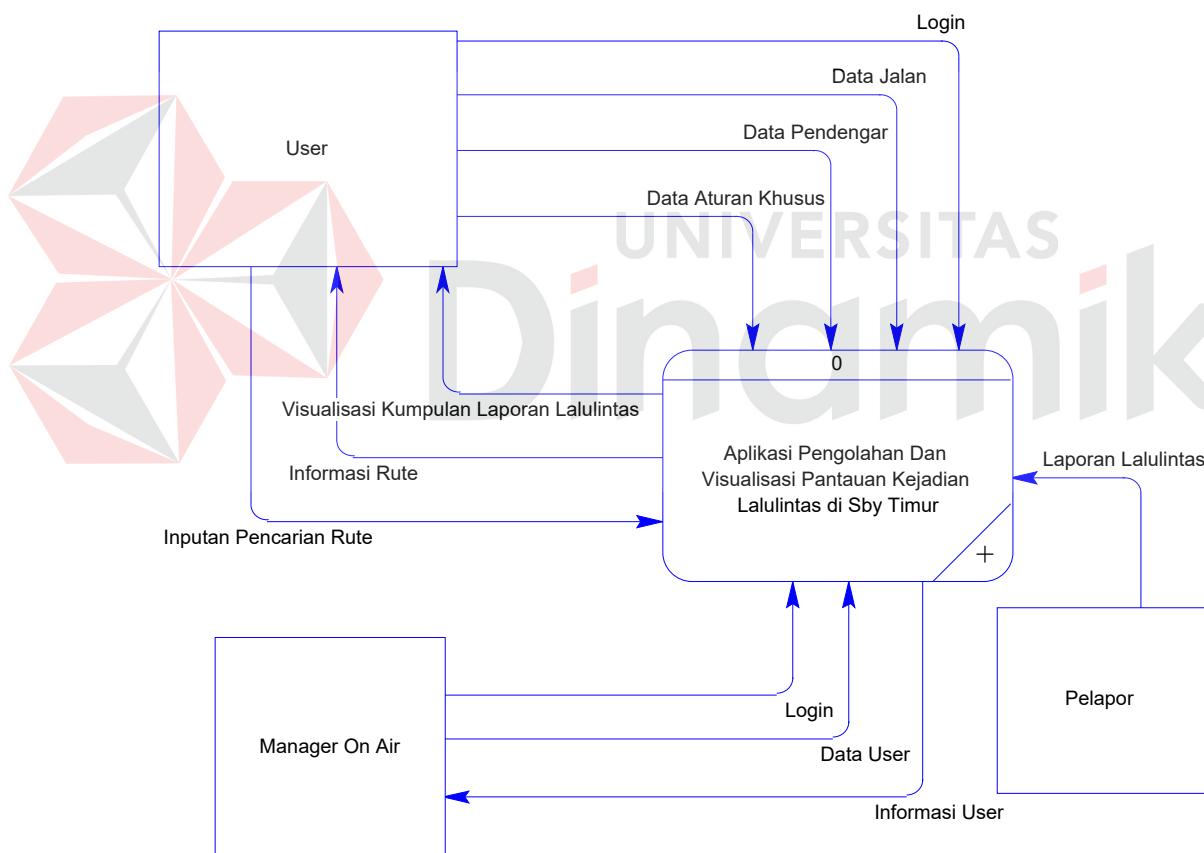 Login
Data Jalan
Data Pendengar
User
Data Aturan Khusus
UNIVERSITAS
Dinamik
0
Visualisasi Kumpulan Laporan Lalulintas
Informasi Rute
Inputan Pencarian Rute
Aplikasi Pengolahan Dan
Visualisasi Pantauan Kejadian
Lalulintas di Sby Timur
+
Laporan Lalulintas
Login
Data User
Informasi User
Manager On Air
Pelapor